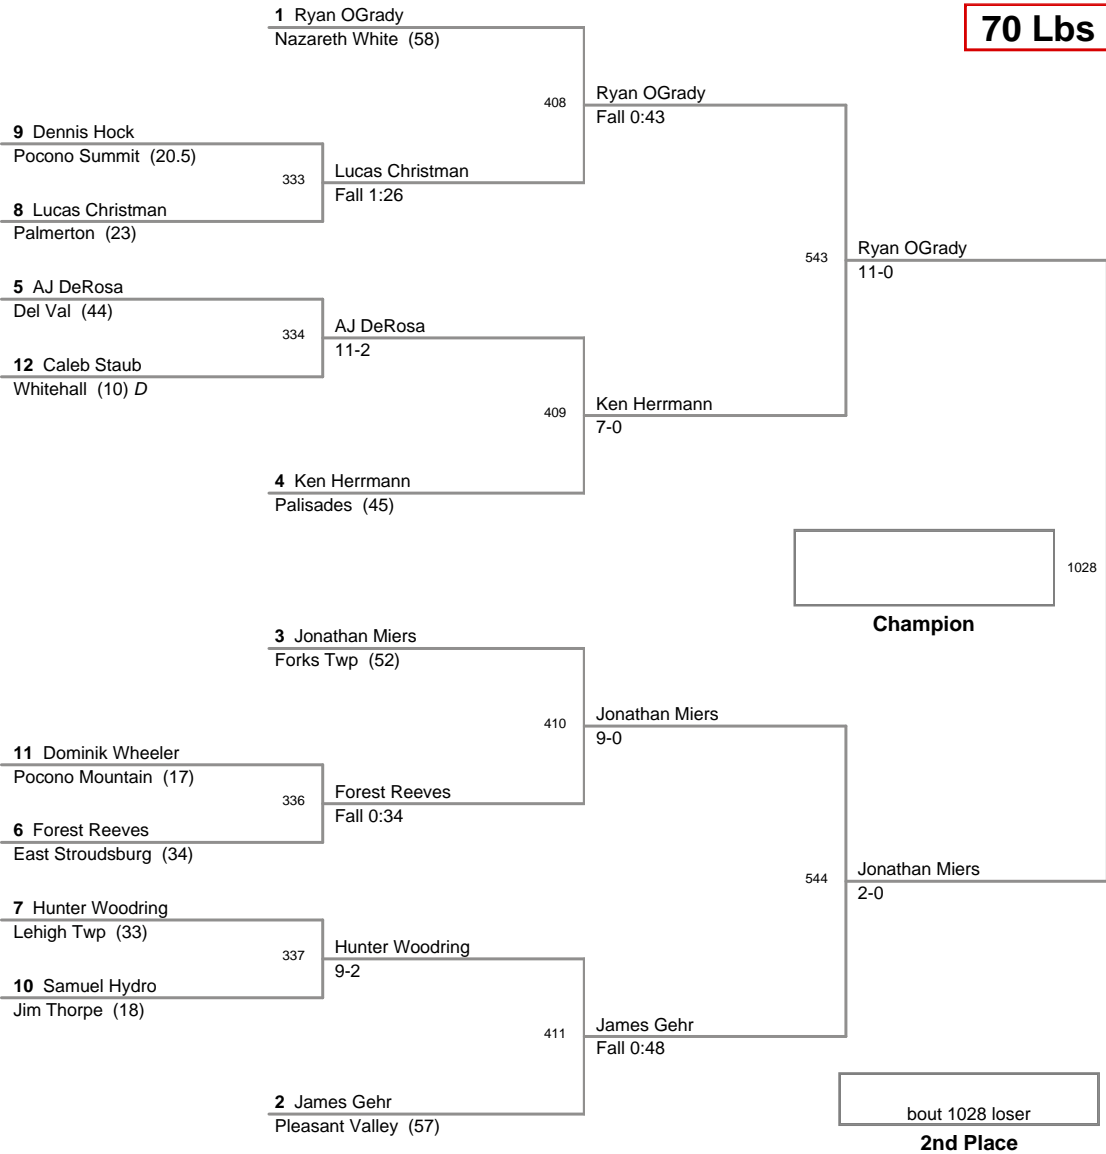 1 Ryan OGrady
Nazareth White (58)
70 Lbs
408
Ryan OGrady
Fall 0:43
9 Dennis Hock
Pocono Summit (20.5)
333
Lucas Christman
Fall 1:26
8 Lucas Christman
Palmerton (23)
543
Ryan OGrady
11-0
5 AJ DeRosa
Del Val (44)
334
AJ DeRosa
11-2
12 Caleb Staub
Whitehall (10) D
409
Ken Herrmann
7-0
4 Ken Herrmann
Palisades (45)
1028
Champion
3 Jonathan Miers
Forks Twp (52)
410
Jonathan Miers
9-0
11 Dominik Wheeler
Pocono Mountain (17)
336
Forest Reeves
Fall 0:34
6 Forest Reeves
East Stroudsburg (34)
544
Jonathan Miers
2-0
7 Hunter Woodring
Lehigh Twp (33)
337
Hunter Woodring
9-2
10 Samuel Hydro
Jim Thorpe (18)
411
James Gehr
Fall 0:48
2 James Gehr
Pleasant Valley (57)
bout 1028 loser
2nd Place